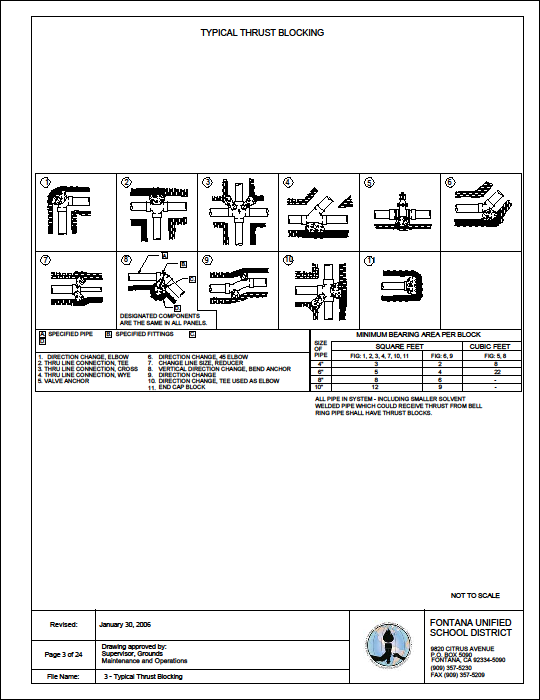 TYPICAL THRUST BLOCKING
1 2 3 4 5 6
7 8 9 10 11
A
B
C
D
DESIGNATED COMPONENTS
ARE THE SAME IN ALL PANELS.
A SPECIFIED PIPE B SPECIFIED FITTINGS C
D
1. DIRECTION CHANGE, ELBOW
2. THRU LINE CONNECTION, TEE
3. THRU LINE CONNECTION, CROSS
4. THRU LINE CONNECTION, WYE
5. VALVE ANCHOR
6. DIRECTION CHANGE, 45 ELBOW
7. CHANGE LINE SIZE, REDUCER
8. VERTICAL DIRECTION CHANGE, BEND ANCHOR
9. DIRECTION CHANGE
10. DIRECTION CHANGE, TEE USED AS ELBOW
11. END CAP BLOCK
MINIMUM BEARING AREA PER BLOCK
SIZE OF PIPE SQUARE FEET CUBIC FEET
FIG: 1, 2, 3, 4, 7, 10, 11 FIG: 6, 9 FIG: 5, 8
4" 3 2 8
6" 5 4 22
8" 8 6 -
10" 12 9 -
ALL PIPE IN SYSTEM - INCLUDING SMALLER SOLVENT
WELDED PIPE WHICH COULD RECEIVE THRUST FROM BELL
RING PIPE SHALL HAVE THRUST BLOCKS.
NOT TO SCALE
Revised: January 30, 2006
Page 3 of 24
Drawing approved by:
Supervisor, Grounds
Maintenance and Operations
File Name: 3 - Typical Thrust Blocking
FONTANA UNIFIED
SCHOOL DISTRICT
9820 CITRUS AVENUE
P.O. BOX 5090
FONTANA, CA 92334-5090
(909) 357-5230
FAX (909) 357-5209